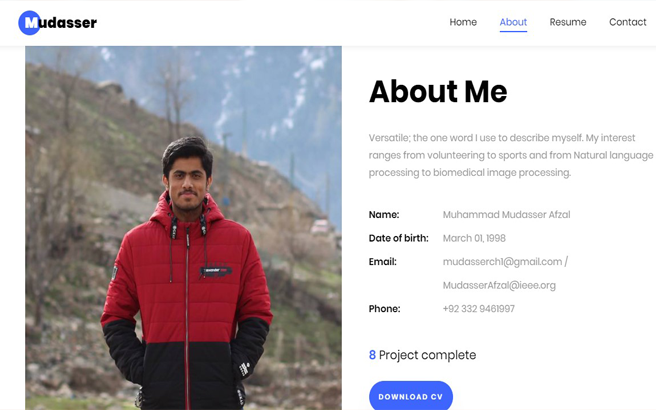 Mudasser
Home About Resume Contact
About Me
Versatile; the one word I use to describe myself. My interest
ranges from volunteering to sports and from Natural language
processing to biomedical image processing.
Name: Muhammad Mudasser Afzal
Date of birth: March 01, 1998
Email: mudasserch1@gmail.com /
MudasserAfzal@ieee.org
Phone: +92 332 9461997
8 Project complete
DOWNLOAD CV